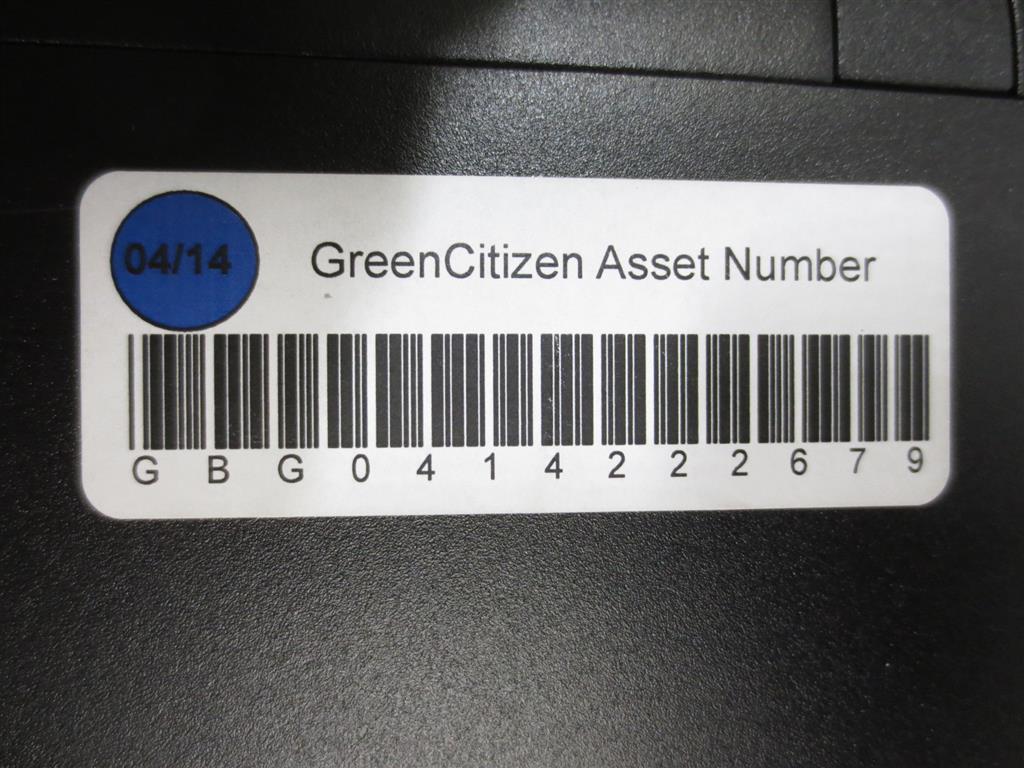 04/14
GreenCitizen Asset Number
G B G 0 4 1 4 2 2 2 6 7 9